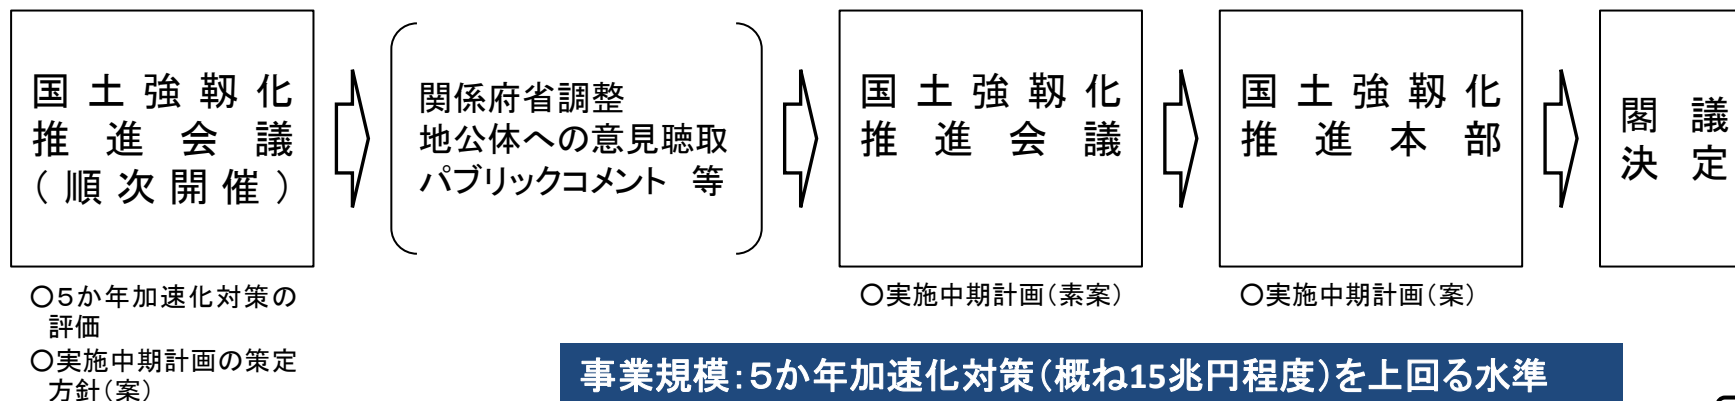 国土強靱化
推進会議
（順次開催）
関係府省調整
地公体への意見聴取
パブリックコメント　等
国土強靱化
推進会議
国土強靱化
推進本部
閣議
決定
〇５か年加速化対策の
評価
〇実施中期計画の策定
方針（案）
〇実施中期計画（素案）
〇実施中期計画（案）
事業規模：５か年加速化対策（概ね15兆円程度）を上回る水準